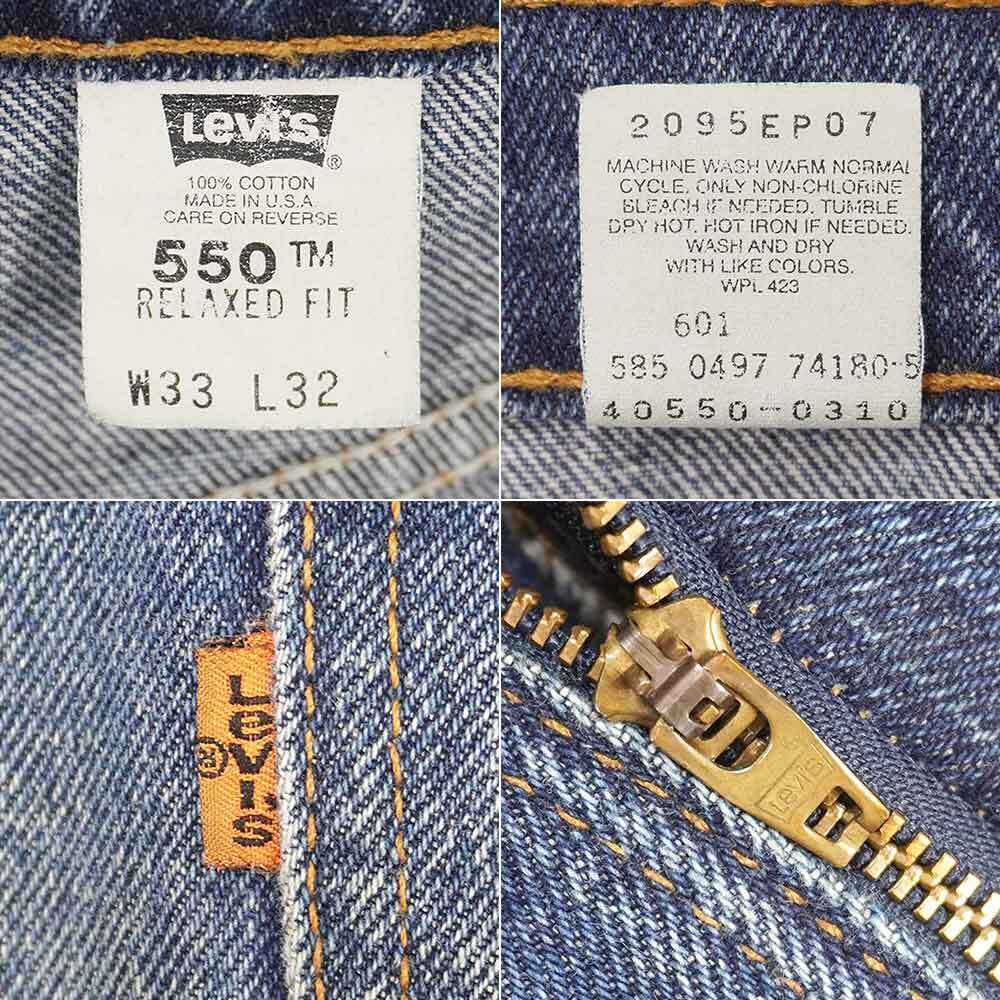 Levi's
®
100% COTTON
MADE IN U.S.A
CARE ON REVERSE
550™
RELAXED FIT
W33 L32
2095EP07
MACHINE WASH WARM NORMAL
CYCLE. ONLY NON-CHLORINE
BLEACH IF NEEDED. TUMBLE
DRY HOT. HOT IRON IF NEEDED.
WASH AND DRY
WITH LIKE COLORS.
WPL 423
601
585 0497 74180-5
40550-0310
Levi's
®
Levi's